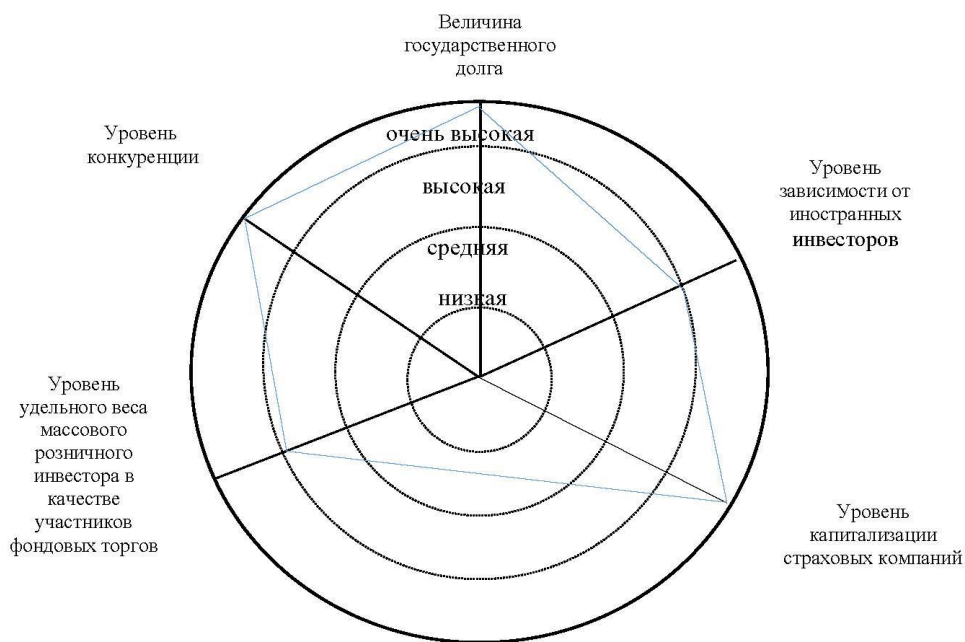 Величина
государственного
долга
очень высокая
высокая
средняя
низкая
Уровень
конкуренции
Уровень
зависимости от
иностранных
инвесторов
Уровень
удельного веса
массового
розничного
инвестора в
качестве
участников
фондовых торгов
Уровень
капитализации
страховых компаний